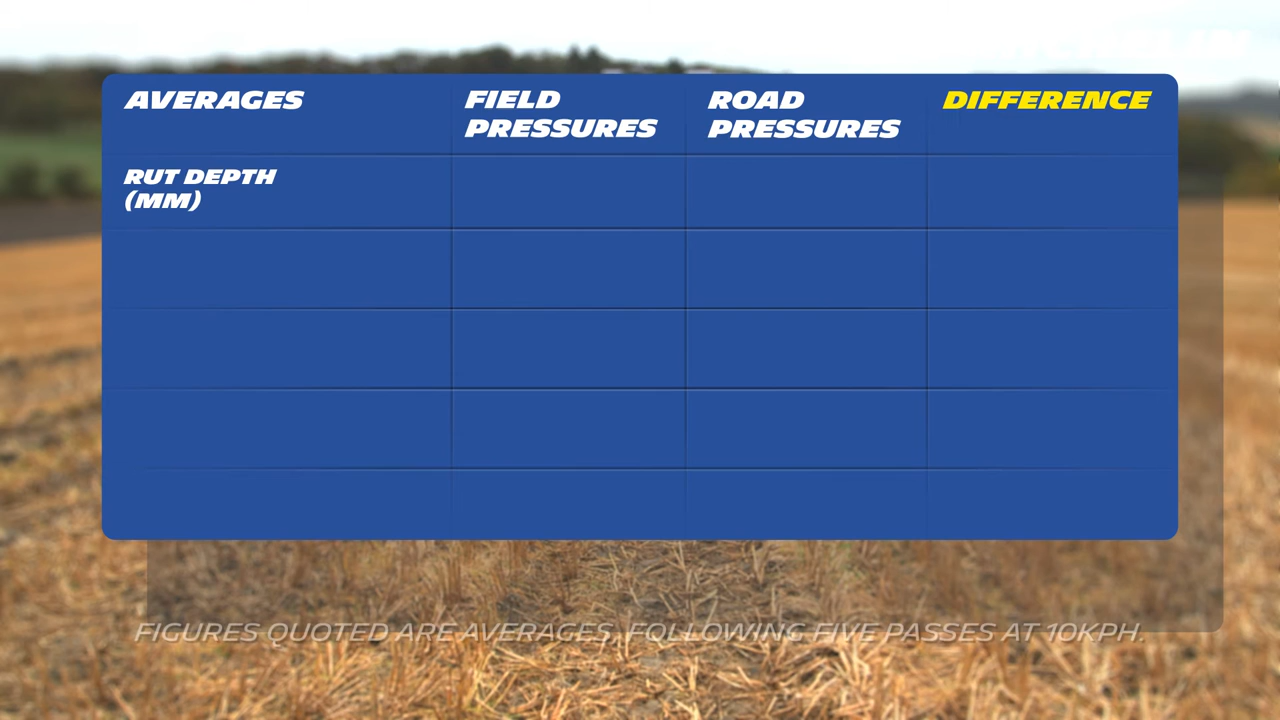 AVERAGES
FIELD
PRESSURES
ROAD
PRESSURES
DIFFERENCE
RUT DEPTH
(MM)
FIGURES QUOTED ARE AVERAGES, FOLLOWING FIVE PASSES AT 10KPH.